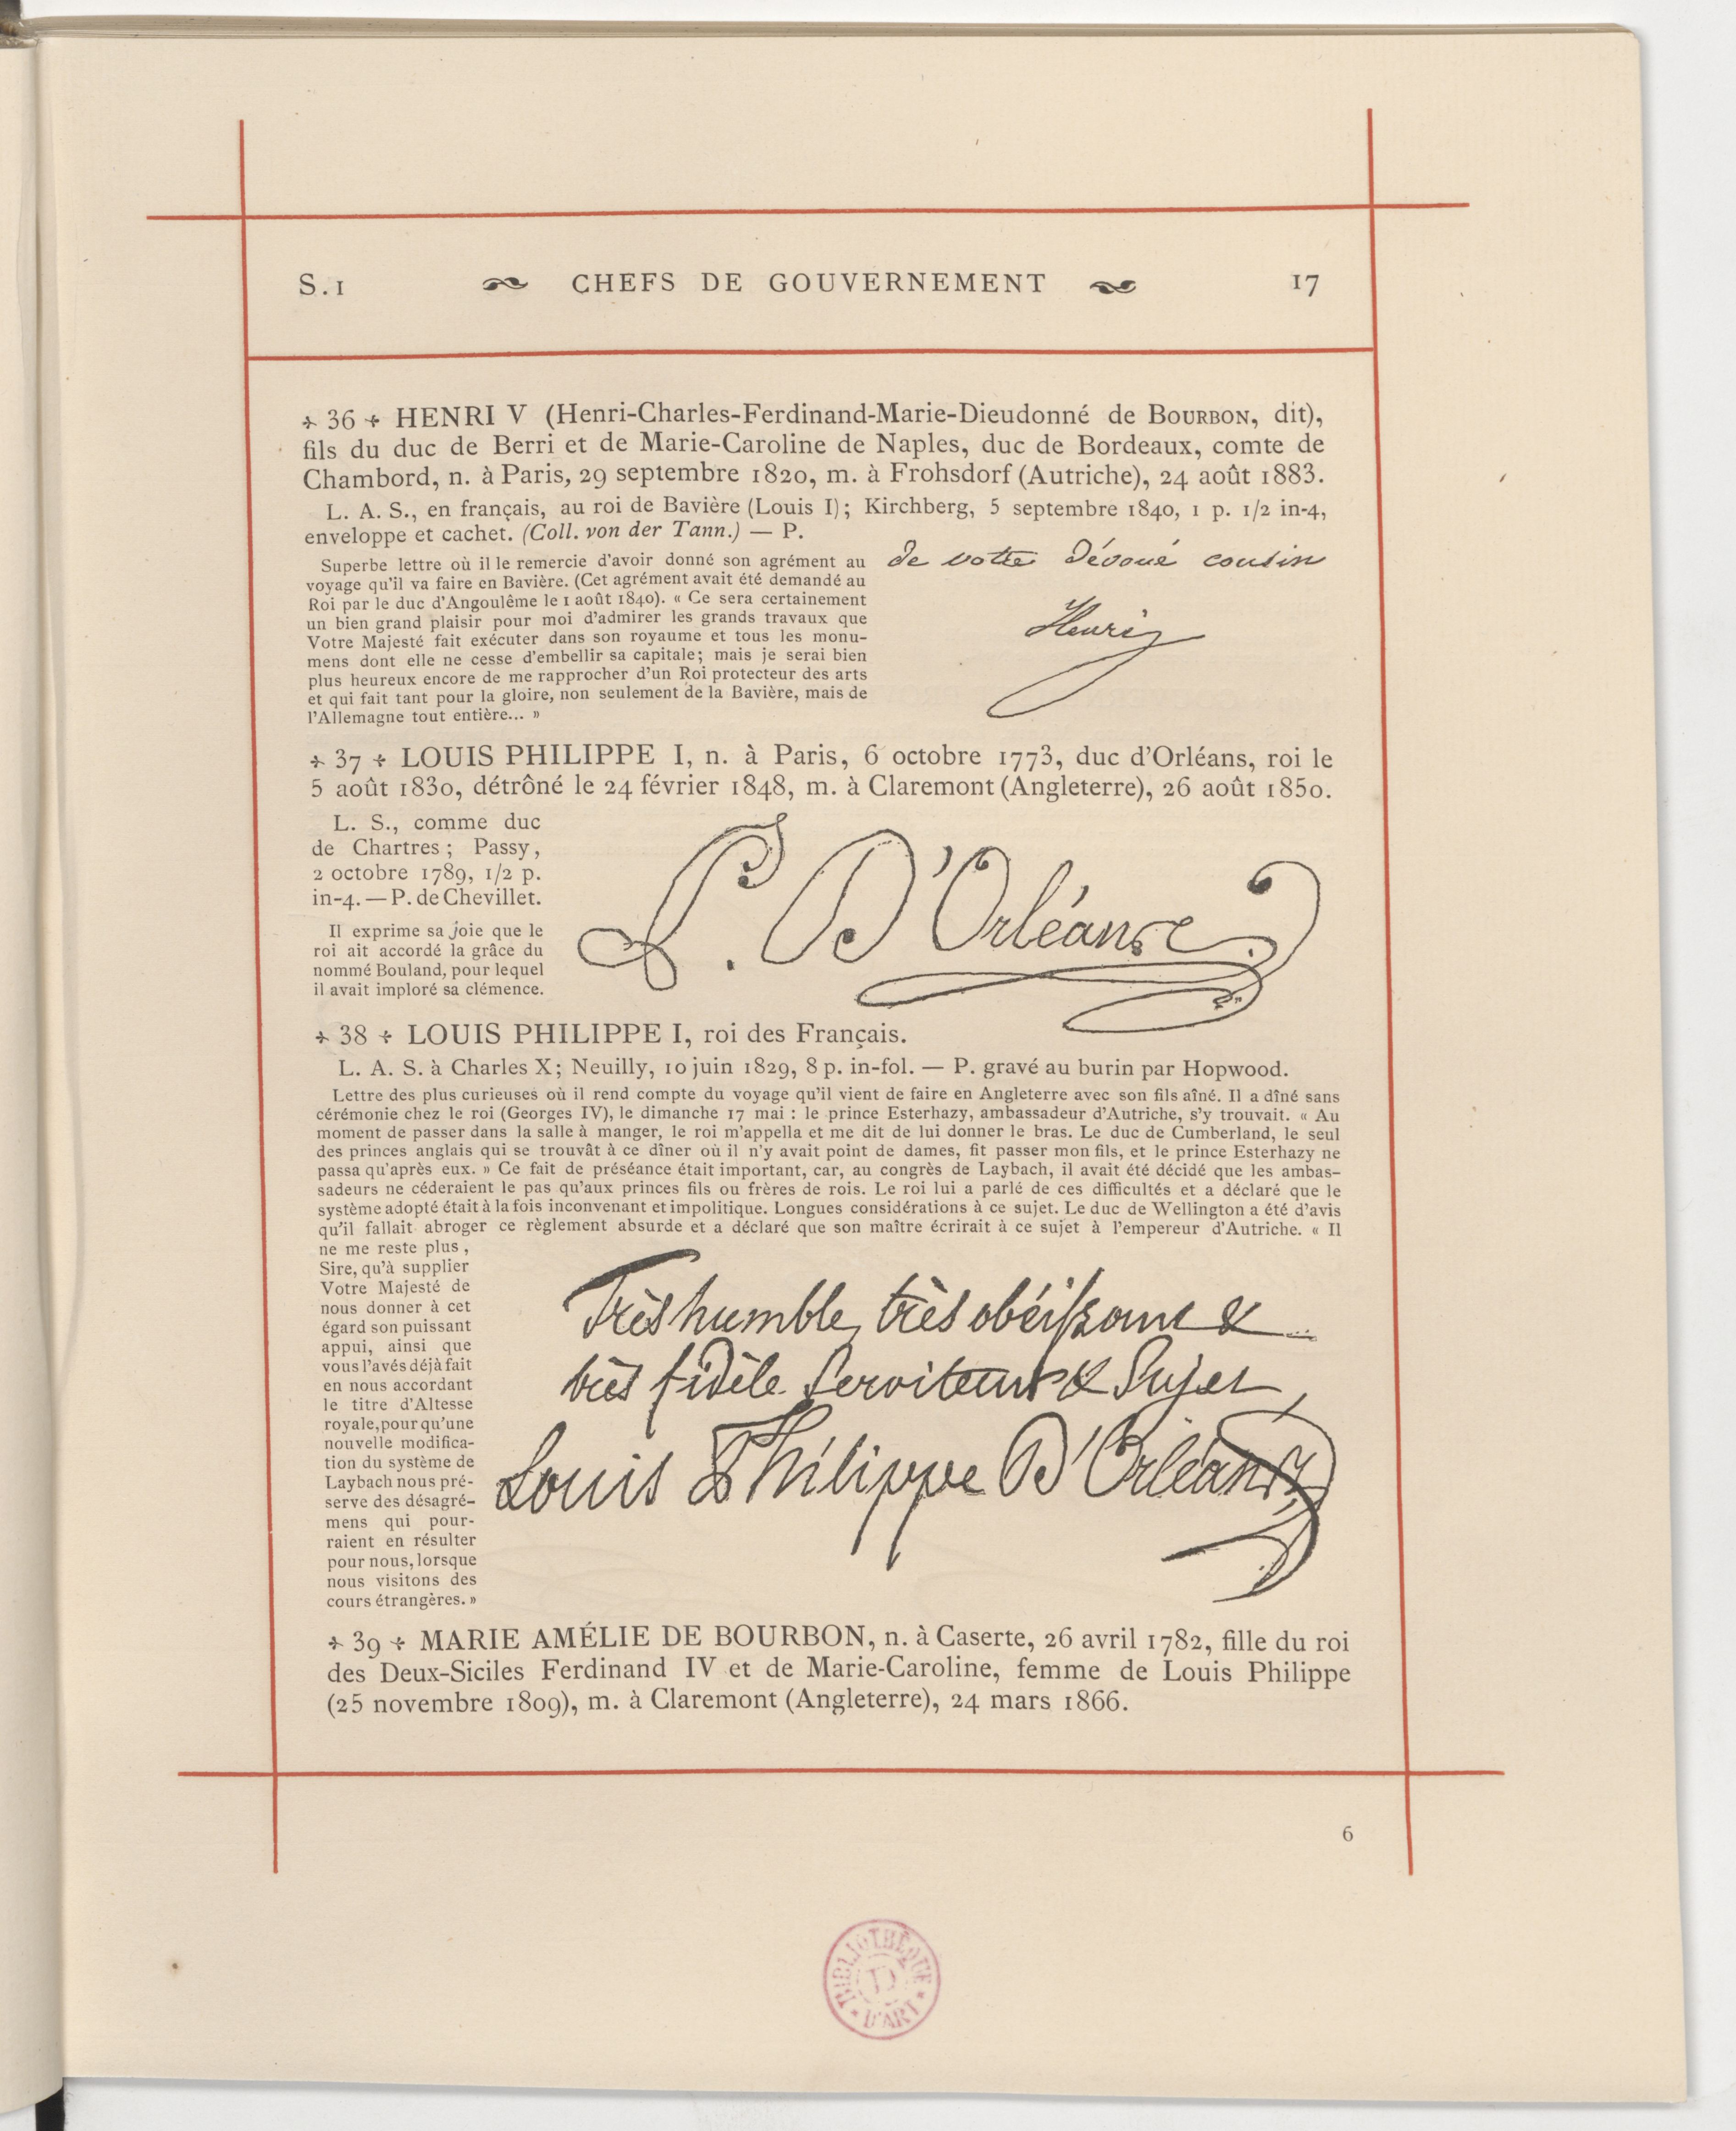 S.1 CHEFS DE GOUVERNEMENT 17
36 HENRI V (Henri-Charles-Ferdinand-Marie-Dieudonné de BOURBON, dit),
fils du duc de Berri et de Marie-Caroline de Naples, duc de Bordeaux, comte de
Chambord, n. à Paris, 29 septembre 1820, m. à Frohsdorf (Autriche), 24 août 1883.
L. A. S., en français, au roi de Bavière (Louis I); Kirchberg, 5 septembre 1840, 1 p. 1/2 in-4,
enveloppe et cachet. (Coll. von der Tann.) — P.
Superbe lettre où il le remercie d'avoir donné son agrément au
voyage qu'il va faire en Bavière. (Cet agrément avait été demandé au
Roi par le duc d'Angoulême le 1 août 1840). « Ce sera certainement
un bien grand plaisir pour moi d'admirer les grands travaux que
Votre Majesté fait exécuter dans son royaume et tous les monu-
mens dont elle ne cesse d'embellir sa capitale; mais je serai bien
plus heureux encore de me rapprocher d'un Roi protecteur des arts
et qui fait tant pour la gloire, non seulement de la Bavière, mais de
l'Allemagne tout entière... »
de votre dévoué cousin
Henri
37 LOUIS PHILIPPE I, n. à Paris, 6 octobre 1773, duc d'Orléans, roi le
5 août 1830, détrôné le 24 février 1848, m. à Claremont (Angleterre), 26 août 1850.
L. S., comme duc
de Chartres; Passy,
2 octobre 1789, 1/2 p.
in-4. — P. de Chevillet.
Il exprime sa joie que le
roi ait accordé la grâce du
nommé Bouland, pour lequel
il avait imploré sa clémence.
L. P. D'Orléans
38 LOUIS PHILIPPE I, roi des Français.
L. A. S. à Charles X; Neuilly, 10 juin 1829, 8 p. in-fol. — P. gravé au burin par Hopwood.
Lettre des plus curieuses où il rend compte du voyage qu'il vient de faire en Angleterre avec son fils aîné. Il a dîné sans
cérémonie chez le roi (Georges IV), le dimanche 17 mai : le prince Esterhazy, ambassadeur d'Autriche, s'y trouvait. « Au
moment de passer dans la salle à manger, le roi m'appella et me dit de lui donner le bras. Le duc de Cumberland, le seul
des princes anglais qui se trouvât à ce dîner où il n'y avait point de dames, fit passer mon fils, et le prince Esterhazy ne
passa qu'après eux. » Ce fait de préséance était important, car, au congrès de Laybach, il avait été décidé que les ambas-
sadeurs ne céderaient le pas qu'aux princes fils ou frères de rois. Le roi lui a parlé de ces difficultés et a déclaré que le
système adopté était à la fois inconvenant et impolitique. Longues considérations à ce sujet. Le duc de Wellington a été d'avis
qu'il fallait abroger ce règlement absurde et a déclaré que son maître écrirait à ce sujet à l'empereur d'Autriche. « Il
ne me reste plus,
Sire, qu'à supplier
Votre Majesté de
nous donner à cet
égard son puissant
appui, ainsi que
vous l'avés déjà fait
en nous accordant
le titre d'Altesse
royale, pour qu'une
nouvelle modifica-
tion du système de
Laybach nous pré-
serve des désagré-
mens qui pour-
raient en résulter
pour nous, lorsque
nous visitons des
cours étrangères. »
Très humble, très obéissant &
très fidèle Serviteur & Sujet,
Louis Philippe D'Orléans
39 MARIE AMÉLIE DE BOURBON, n. à Caserte, 26 avril 1782, fille du roi
des Deux-Siciles Ferdinand IV et de Marie-Caroline, femme de Louis Philippe
(25 novembre 1809), m. à Claremont (Angleterre), 24 mars 1866.
6
BIBLIOTHÈQUE
D
D'ART